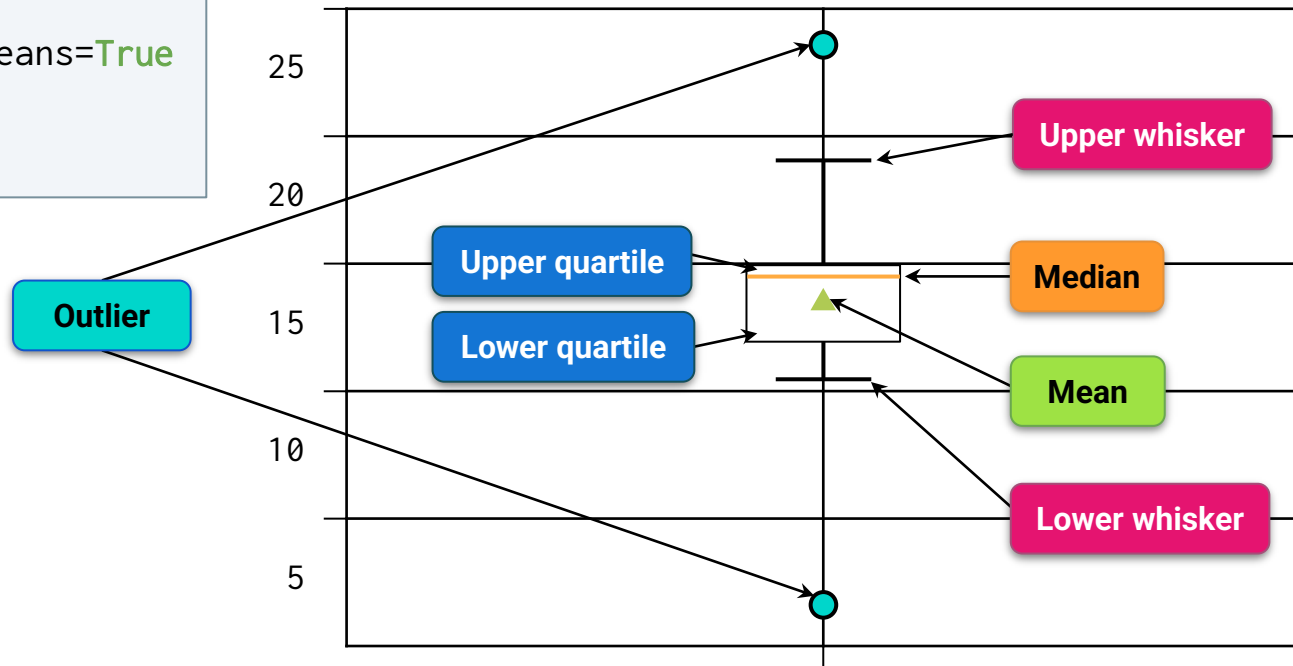 eans=True
25
Upper whisker
20
Upper quartile
Median
Outlier
15
Lower quartile
Mean
10
Lower whisker
5